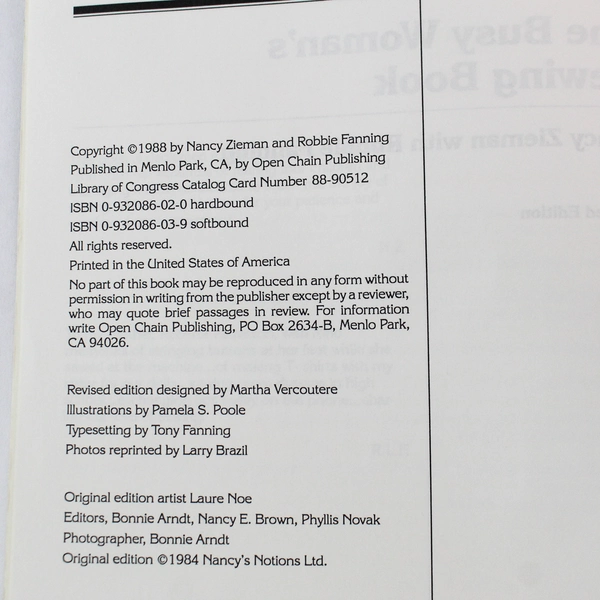 Copyright ©1988 by Nancy Zieman and Robbie Fanning
Published in Menlo Park, CA, by Open Chain Publishing
Library of Congress Catalog Card Number 88-90512
ISBN 0-932086-02-0 hardbound
ISBN 0-932086-03-9 softbound
All rights reserved.
Printed in the United States of America
No part of this book may be reproduced in any form without
permission in writing from the publisher except by a reviewer,
who may quote brief passages in review. For information
write Open Chain Publishing, PO Box 2634-B, Menlo Park,
CA 94026.
Revised edition designed by Martha Vercoutere
Illustrations by Pamela S. Poole
Typesetting by Tony Fanning
Photos reprinted by Larry Brazil
Original edition artist Laure Noe
Editors, Bonnie Arndt, Nancy E. Brown, Phyllis Novak
Photographer, Bonnie Arndt
Original edition ©1984 Nancy's Notions Ltd.